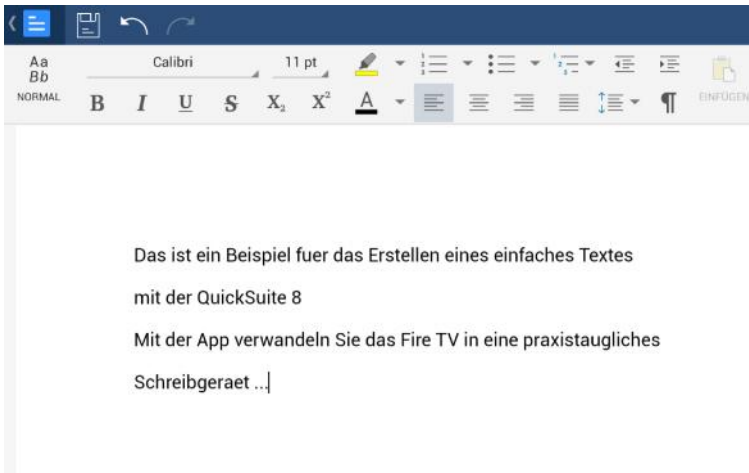 Aa
Bb
NORMAL
Calibri
11 pt
B I U S X₂ X² A
EINFÜGEN
Das ist ein Beispiel fuer das Erstellen eines einfaches Textes
mit der QuickSuite 8
Mit der App verwandeln Sie das Fire TV in eine praxistaugliches
Schreibgeraet ...